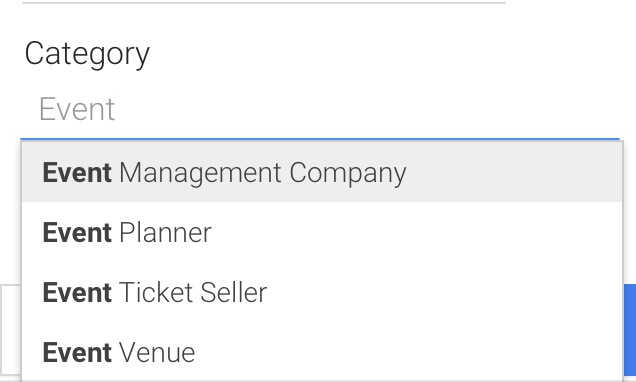 Category
Event
Event Management Company
Event Planner
Event Ticket Seller
Event Venue